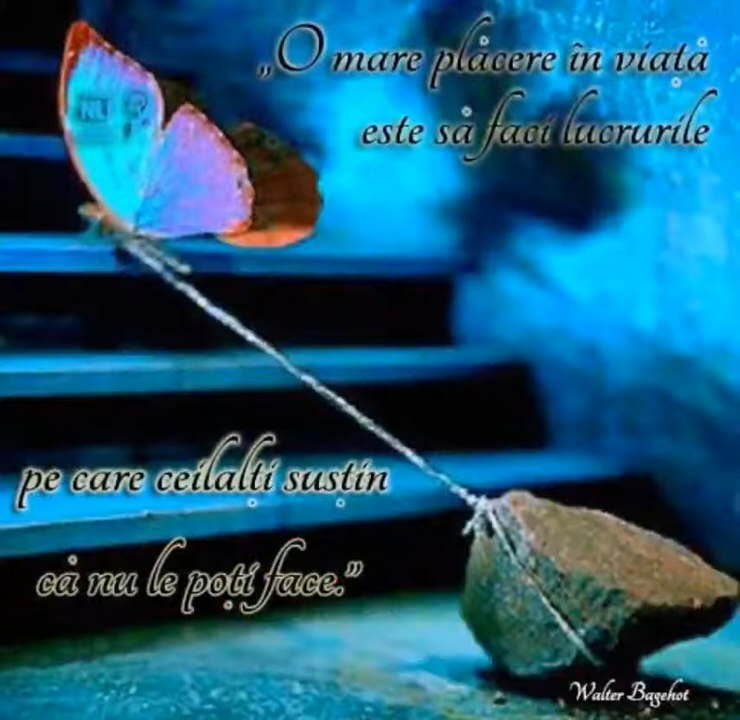 „O mare plăcere în viață
este să faci lucrurile
pe care ceilalți susțin
că nu le poți face.”
Walter Bagehot